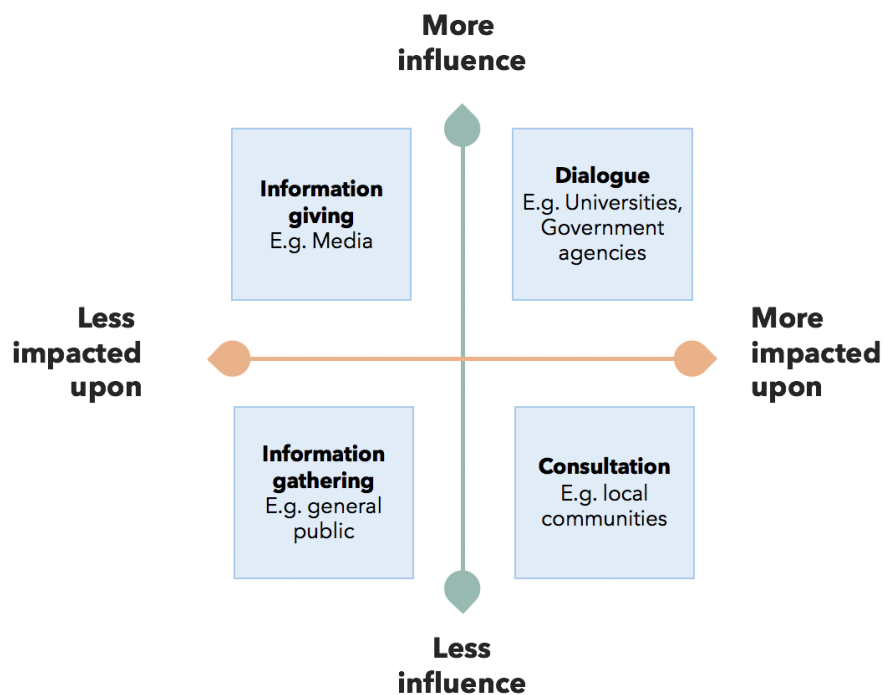 More
influence
Information
giving
E.g. Media
Dialogue
E.g. Universities,
Government
agencies
Less
impacted
upon
More
impacted
upon
Information
gathering
E.g. general
public
Consultation
E.g. local
communities
Less
influence